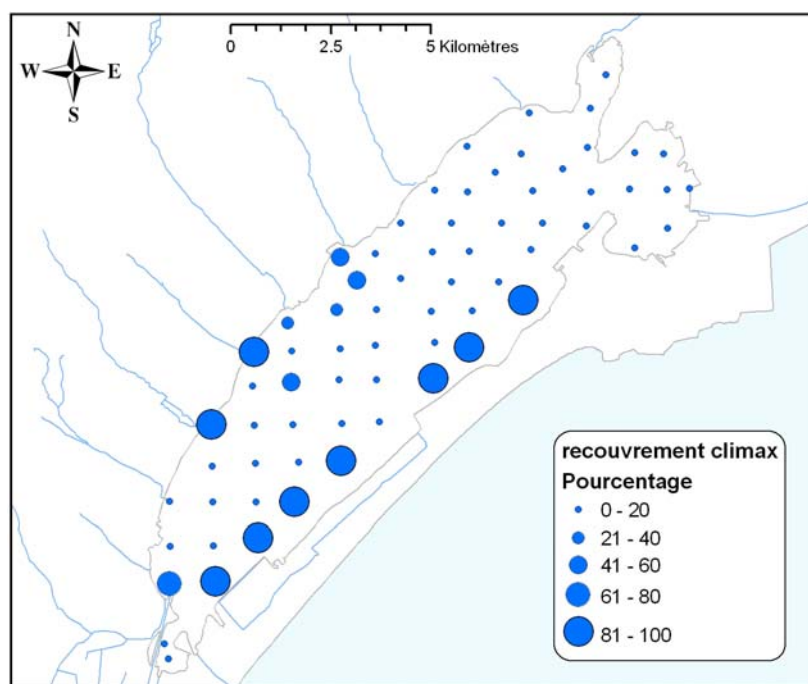 N
W E
S
0 2.5 5 Kilomètres
recouvrement climax
Pourcentage
0 - 20
21 - 40
41 - 60
61 - 80
81 - 100